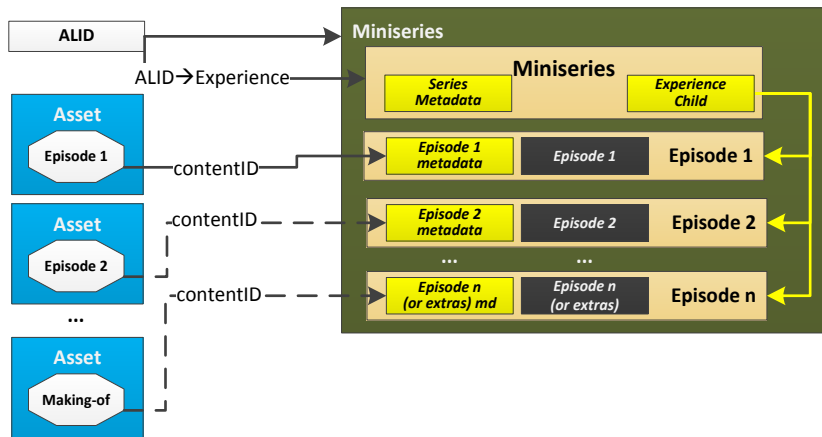 ALID
ALID→Experience
Asset
Episode 1
contentID
Asset
Episode 2
contentID
...
contentID
Asset
Making-of
Miniseries
Miniseries
Series
Metadata
Experience
Child
Episode 1
metadata
Episode 1
Episode 1
Episode 2
metadata
Episode 2
Episode 2
...
...
Episode n
(or extras) md
Episode n
(or extras)
Episode n